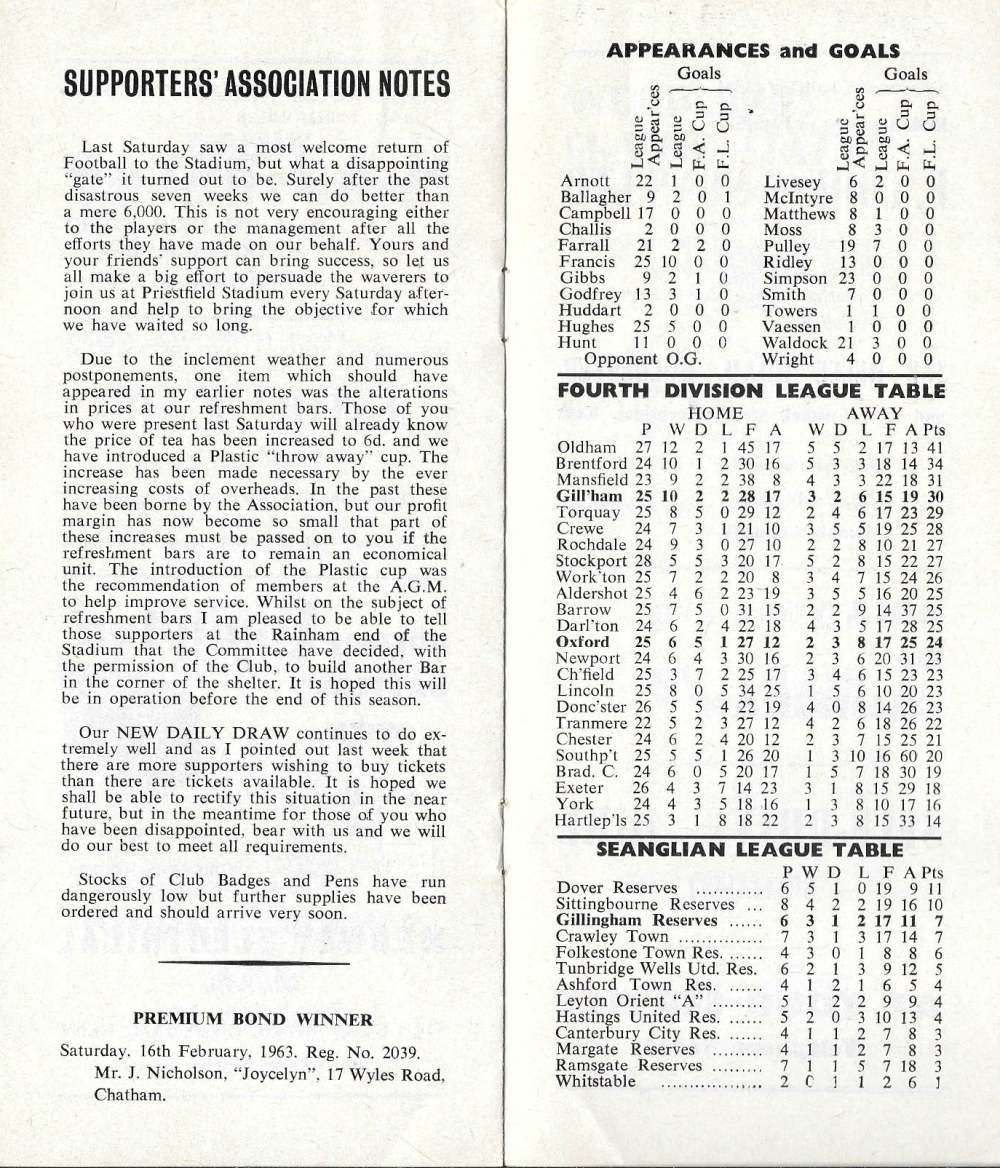 SUPPORTERS' ASSOCIATION NOTES
Last Saturday saw a most welcome return of
Football to the Stadium, but what a disappointing
“gate” it turned out to be. Surely after the past
disastrous seven weeks we can do better than
a mere 6,000. This is not very encouraging either
to the players or the management after all the
efforts they have made on our behalf. Yours and
your friends' support can bring success, so let us
all make a big effort to persuade the waverers to
join us at Priestfield Stadium every Saturday after-
noon and help to bring the objective for which
we have waited so long.
Due to the inclement weather and numerous
postponements, one item which should have
appeared in my earlier notes was the alterations
in prices at our refreshment bars. Those of you
who were present last Saturday will already know
the price of tea has been increased to 6d. and we
have introduced a Plastic “throw away” cup. The
increase has been made necessary by the ever
increasing costs of overheads. In the past these
have been borne by the Association, but our profit
margin has now become so small that part of
these increases must be passed on to you if the
refreshment bars are to remain an economical
unit. The introduction of the Plastic cup was
the recommendation of members at the A.G.M.
to help improve service. Whilst on the subject of
refreshment bars I am pleased to be able to tell
those supporters at the Rainham end of the
Stadium that the Committee have decided, with
the permission of the Club, to build another Bar
in the corner of the shelter. It is hoped this will
be in operation before the end of this season.
Our NEW DAILY DRAW continues to do ex-
tremely well and as I pointed out last week that
there are more supporters wishing to buy tickets
than there are tickets available. It is hoped we
shall be able to rectify this situation in the near
future, but in the meantime for those of you who
have been disappointed, bear with us and we will
do our best to meet all requirements.
Stocks of Club Badges and Pens have run
dangerously low but further supplies have been
ordered and should arrive very soon.
PREMIUM BOND WINNER
Saturday, 16th February, 1963. Reg. No. 2039.
Mr. J. Nicholson, “Joycelyn”, 17 Wyles Road,
Chatham.
APPEARANCES and GOALS
Goals
League Appear'ces League F.A. Cup F.L. Cup
Arnott 22 1 0 0
Ballagher 9 2 0 1
Campbell 17 0 0 0
Challis 2 0 0 0
Farrall 21 2 2 0
Francis 25 10 0 0
Gibbs 9 2 1 0
Godfrey 13 3 1 0
Huddart 2 0 0 0
Hughes 25 5 0 0
Hunt 11 0 0 0
Opponent O.G.
Goals
League Appear'ces League F.A. Cup F.L. Cup
Livesey 6 2 0 0
McIntyre 8 0 0 0
Matthews 8 1 0 0
Moss 8 3 0 0
Pulley 19 7 0 0
Ridley 13 0 0 0
Simpson 23 0 0 0
Smith 7 0 0 0
Towers 1 1 0 0
Vaessen 1 0 0 0
Waldock 21 3 0 0
Wright 4 0 0 0
FOURTH DIVISION LEAGUE TABLE
HOME AWAY
P W D L F A W D L F A Pts
Oldham 27 12 2 1 45 17 5 5 2 17 13 41
Brentford 24 10 1 2 30 16 5 3 3 18 14 34
Mansfield 23 9 2 2 38 8 4 3 3 22 18 31
Gill'ham 25 10 2 2 28 17 3 2 6 15 19 30
Torquay 25 8 5 0 29 12 2 4 6 17 23 29
Crewe 24 7 3 1 21 10 3 5 5 19 25 28
Rochdale 24 9 3 0 27 10 2 2 8 10 21 27
Stockport 28 5 5 3 20 17 5 2 8 15 22 27
Work'ton 25 7 2 2 20 8 3 4 7 15 24 26
Aldershot 25 4 6 2 23 19 3 5 5 16 20 25
Barrow 25 7 5 0 31 15 2 2 9 14 37 25
Darl'ton 24 6 2 4 22 18 4 3 5 17 28 25
Oxford 25 6 5 1 27 12 2 3 8 17 25 24
Newport 24 6 4 3 30 16 2 3 6 20 31 23
Ch'field 25 3 7 2 25 17 3 4 6 15 23 23
Lincoln 25 8 0 5 34 25 1 5 6 10 20 23
Donc'ster 26 5 5 4 22 19 4 0 8 14 26 23
Tranmere 22 5 2 3 27 12 4 2 6 18 26 22
Chester 24 6 2 4 20 12 2 3 7 15 25 21
Southp't 25 5 5 1 26 20 1 3 10 16 60 20
Brad. C. 24 6 0 5 20 17 1 5 7 18 30 19
Exeter 26 4 3 7 14 23 3 1 8 15 29 18
York 24 4 3 5 18 16 1 3 8 10 17 16
Hartlep'ls 25 3 1 8 18 22 2 3 8 15 33 14
SEANGLIAN LEAGUE TABLE
P W D L F A Pts
Dover Reserves ............ 6 5 1 0 19 9 11
Sittingbourne Reserves ... 8 4 2 2 19 16 10
Gillingham Reserves ...... 6 3 1 2 17 11 7
Crawley Town ............... 7 3 1 3 17 14 7
Folkestone Town Res. ...... 4 3 0 1 8 8 6
Tunbridge Wells Utd. Res. 6 2 1 3 9 12 5
Ashford Town Res. ...... 4 1 2 1 6 5 4
Leyton Orient “A” ......... 5 1 2 2 9 9 4
Hastings United Res. ...... 5 2 0 3 10 13 4
Canterbury City Res. ...... 4 1 1 2 7 8 3
Margate Reserves ......... 4 1 1 2 7 8 3
Ramsgate Reserves ......... 7 1 1 5 7 18 3
Whitstable .................. 2 0 1 1 2 6 1